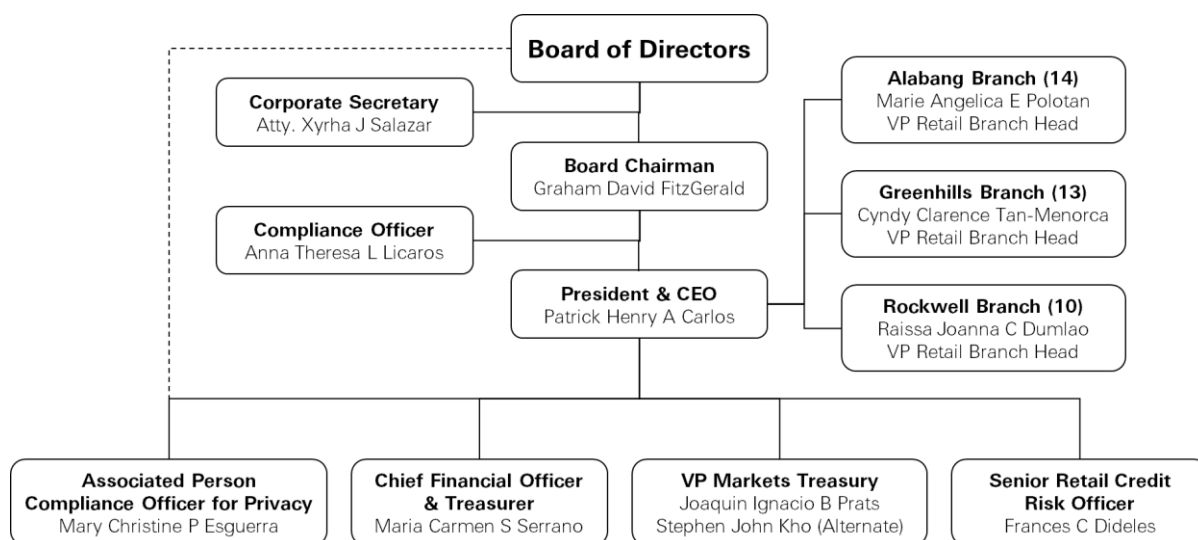 Board of Directors
Corporate Secretary
Atty. Xyrha J Salazar
Board Chairman
Graham David FitzGerald
Compliance Officer
Anna Theresa L Licaros
President & CEO
Patrick Henry A Carlos
Alabang Branch (14)
Marie Angelica E Polotan
VP Retail Branch Head
Greenhills Branch (13)
Cyndy Clarence Tan-Menorca
VP Retail Branch Head
Rockwell Branch (10)
Raissa Joanna C Dumlao
VP Retail Branch Head
Associated Person
Compliance Officer for Privacy
Mary Christine P Esguerra
Chief Financial Officer
& Treasurer
Maria Carmen S Serrano
VP Markets Treasury
Joaquin Ignacio B Prats
Stephen John Kho (Alternate)
Senior Retail Credit
Risk Officer
Frances C Dideles